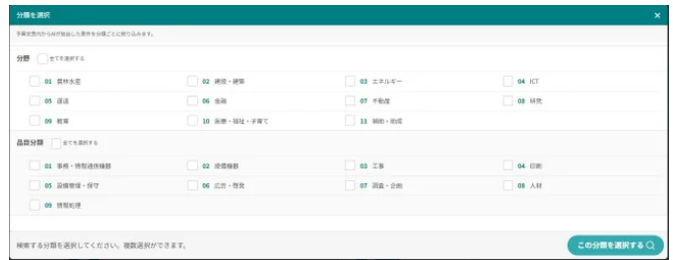 分類を選択 ×
予算定書内からAIが抽出した案件を分類ごとに絞り込みます。
分野 全てを選択する
01 農林水産 02 建設・建築 03 エネルギー 04 ICT
05 運送 06 金融 07 不動産 08 研究
09 教育 10 医療・福祉・子育て 11 補助・助成
品目分類 全てを選択する
01 事務・情報通信機器 02 産機器 03 工事 04 印刷
05 設備管理・保守 06 広告・啓発 07 調査・企画 08 人材
09 情報処理
検索する分類を選択してください。複数選択ができます。
この分類を選択する